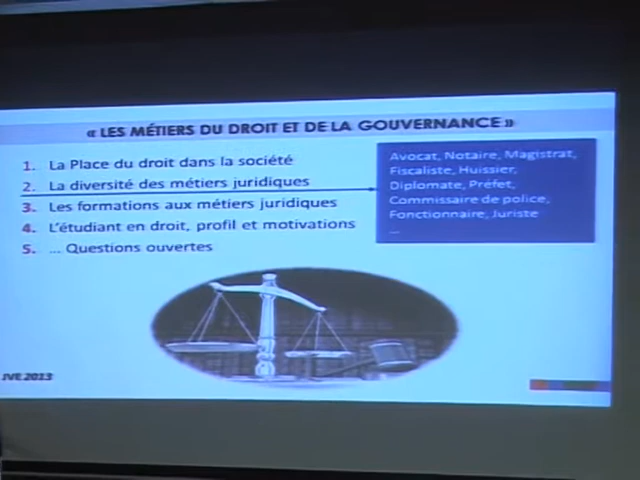 « LES MÉTIERS DU DROIT ET DE LA GOUVERNANCE »
1. La Place du droit dans la société
2. La diversité des métiers juridiques
3. Les formations aux métiers juridiques
4. L'étudiant en droit, profil et motivations
5. ... Questions ouvertes
Avocat, Notaire, Magistrat,
Fiscaliste, Huissier,
Diplomate, Préfet,
Commissaire de police,
Fonctionnaire, Juriste
...
JVE 2013